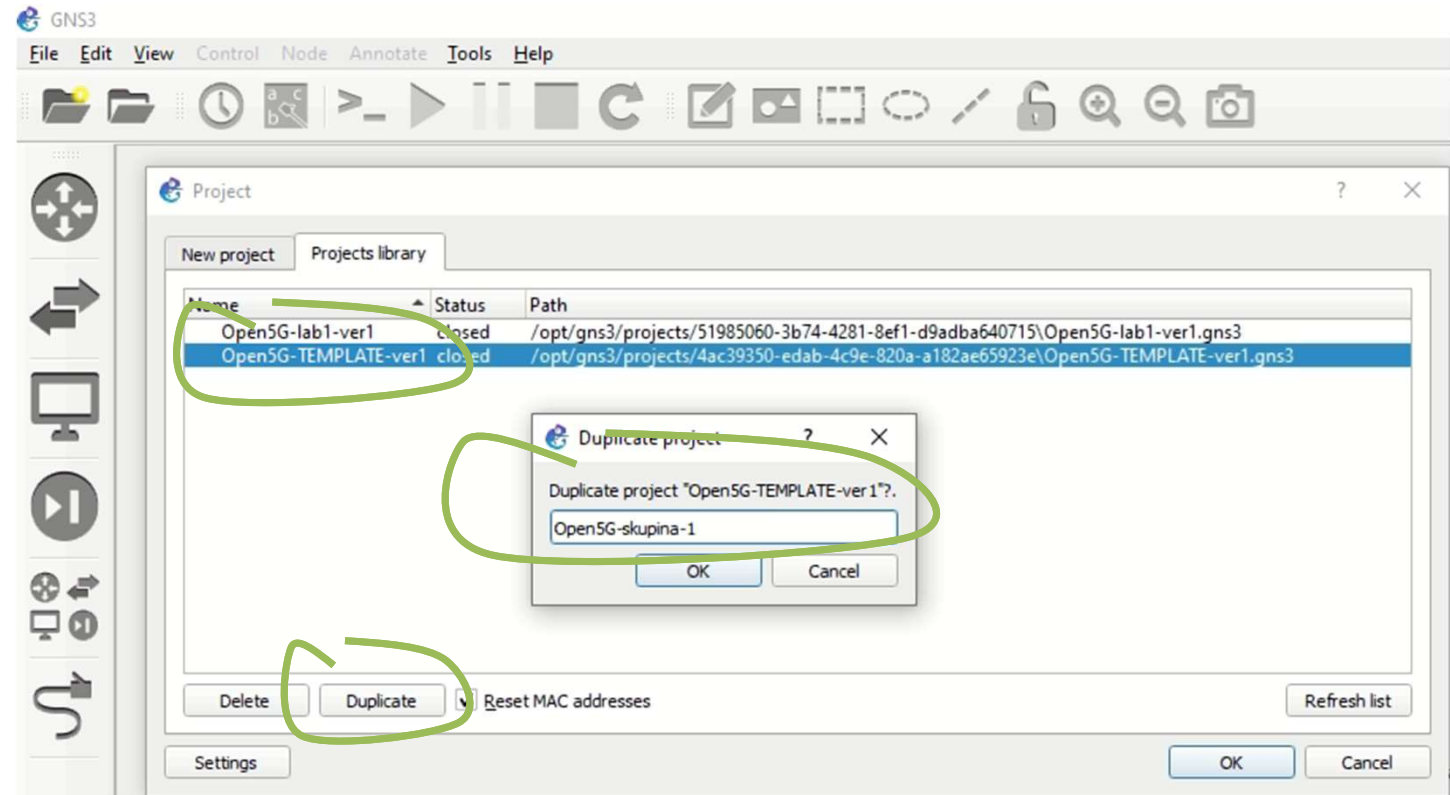 GNS3
File Edit View Control Node Annotate Tools Help
a c
b
Project
New project Projects library
Name Status Path
Open5G-lab1-ver1 closed /opt/gns3/projects/51985060-3b74-4281-8ef1-d9adba640715\Open5G-lab1-ver1.gns3
Open5G-TEMPLATE-ver1 closed /opt/gns3/projects/4ac39350-edab-4c9e-820a-a182ae65923e\Open5G-TEMPLATE-ver1.gns3
Duplicate project
Duplicate project "Open5G-TEMPLATE-ver1"?.
Open5G-skupina-1
OK Cancel
Delete Duplicate Reset MAC addresses Refresh list
Settings OK Cancel